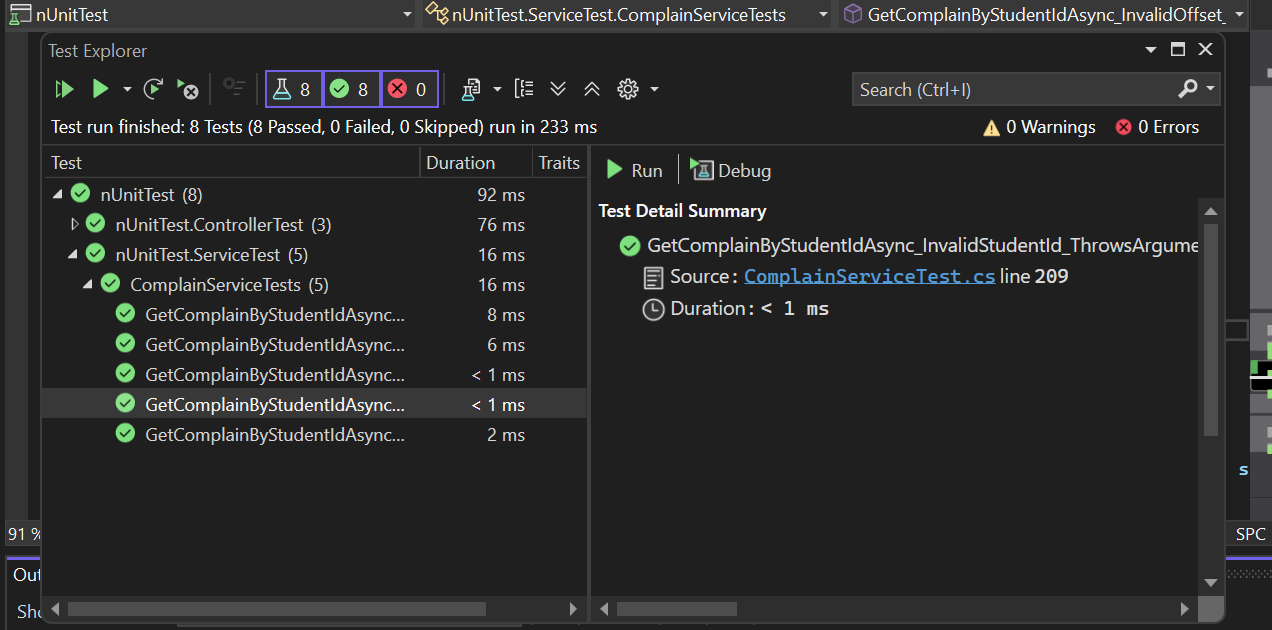 nUnitTest nUnitTest.ServiceTest.ComplainServiceTests GetComplainByStudentIdAsync_InvalidOffset_
Test Explorer
8 8 0 Search (Ctrl+I)
Test run finished: 8 Tests (8 Passed, 0 Failed, 0 Skipped) run in 233 ms 0 Warnings 0 Errors
Test Duration Traits
nUnitTest (8) 92 ms
nUnitTest.ControllerTest (3) 76 ms
nUnitTest.ServiceTest (5) 16 ms
ComplainServiceTests (5) 16 ms
GetComplainByStudentIdAsync... 8 ms
GetComplainByStudentIdAsync... 6 ms
GetComplainByStudentIdAsync... < 1 ms
GetComplainByStudentIdAsync... < 1 ms
GetComplainByStudentIdAsync... 2 ms
Run Debug
Test Detail Summary
GetComplainByStudentIdAsync_InvalidStudentId_ThrowsArgume
Source: ComplainServiceTest.cs line 209
Duration: < 1 ms
s
91 % SPC
Out
Sho